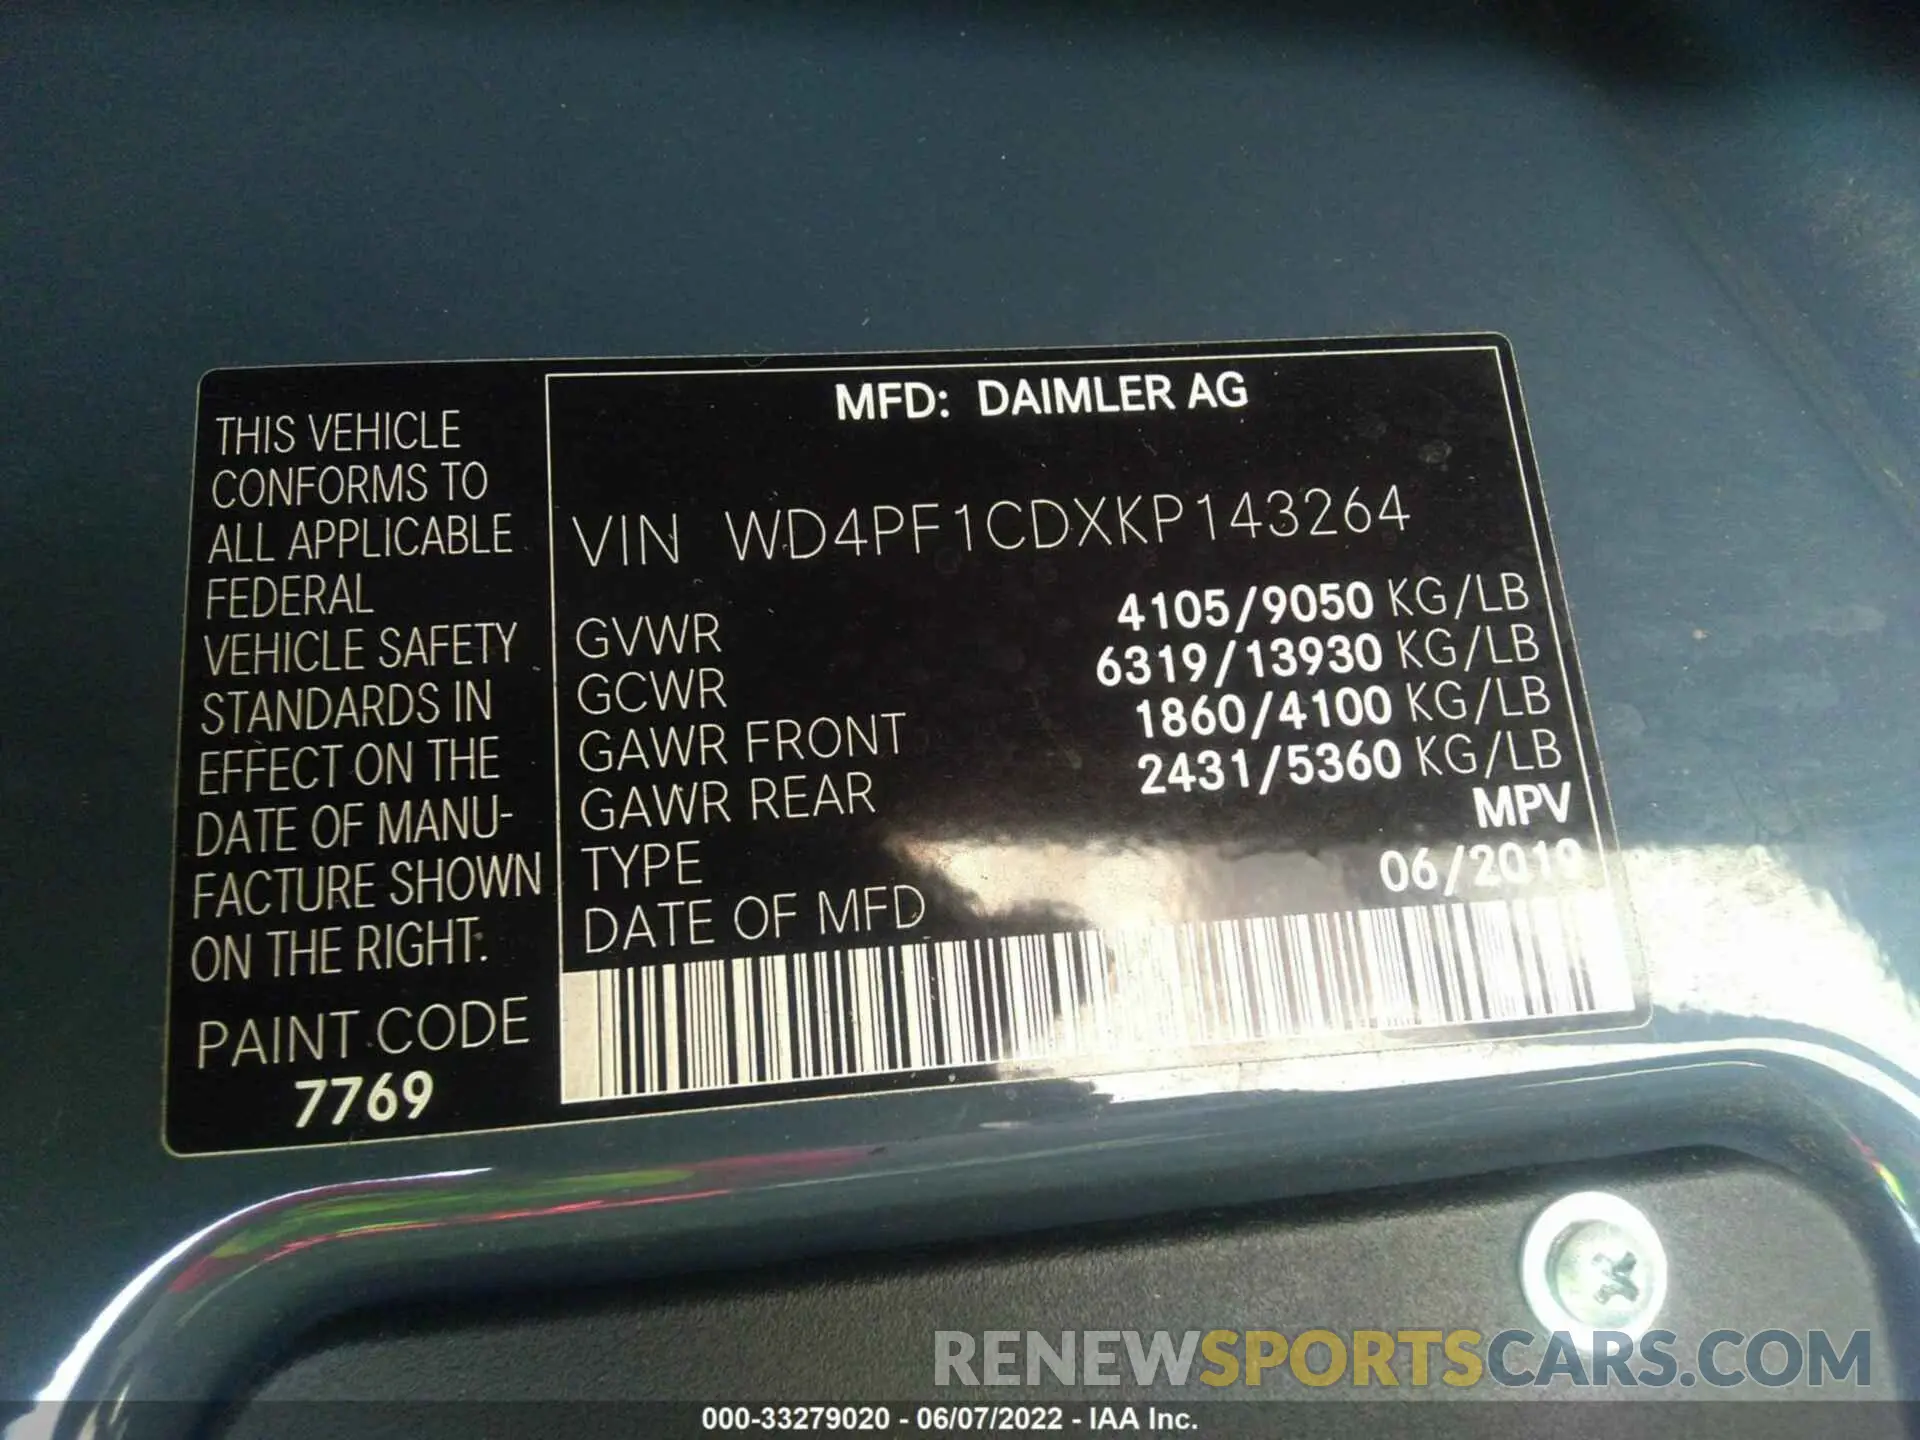 THIS VEHICLE
CONFORMS TO
ALL APPLICABLE
FEDERAL
VEHICLE SAFETY
STANDARDS IN
EFFECT ON THE
DATE OF MANU-
FACTURE SHOWN
ON THE RIGHT.
PAINT CODE
7769
MFD: DAIMLER AG
VIN WD4PF1CDXKP143264
GVWR 4105/9050 KG/LB
GCWR 6319/13930 KG/LB
GAWR FRONT 1860/4100 KG/LB
GAWR REAR 2431/5360 KG/LB
TYPE MPV
DATE OF MFD 06/2019
RENEWSPORTSCARS.COM
000-33279020 - 06/07/2022 - IAA Inc.